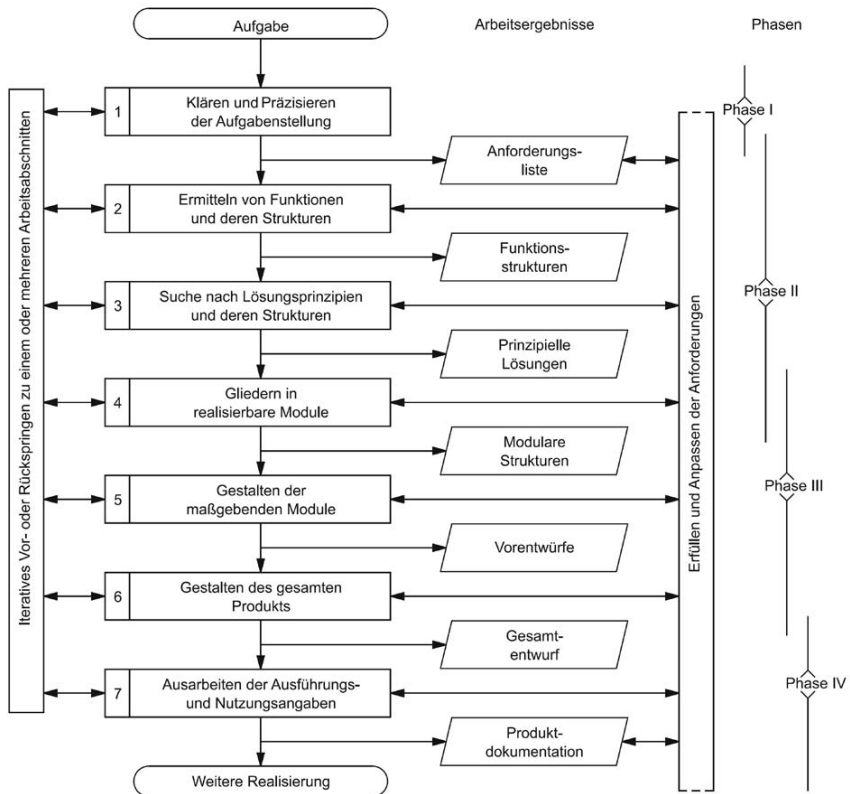 Aufgabe
Arbeitsergebnisse
Phasen
Iteratives Vor- oder Rückspringen zu einem oder mehreren Arbeitsabschnitten
1
Klären und Präzisieren
der Aufgabenstellung
Phase I
Anforderungs-
liste
2
Ermitteln von Funktionen
und deren Strukturen
Funktions-
strukturen
3
Suche nach Lösungsprinzipien
und deren Strukturen
Phase II
Prinzipielle
Lösungen
4
Gliedern in
realisierbare Module
Erfüllen und Anpassen der Anforderungen
Modulare
Strukturen
5
Gestalten der
maßgebenden Module
Phase III
Vorentwürfe
6
Gestalten des gesamten
Produkts
Gesamt-
entwurf
7
Ausarbeiten der Ausführungs-
und Nutzungsangaben
Phase IV
Produkt-
dokumentation
Weitere Realisierung